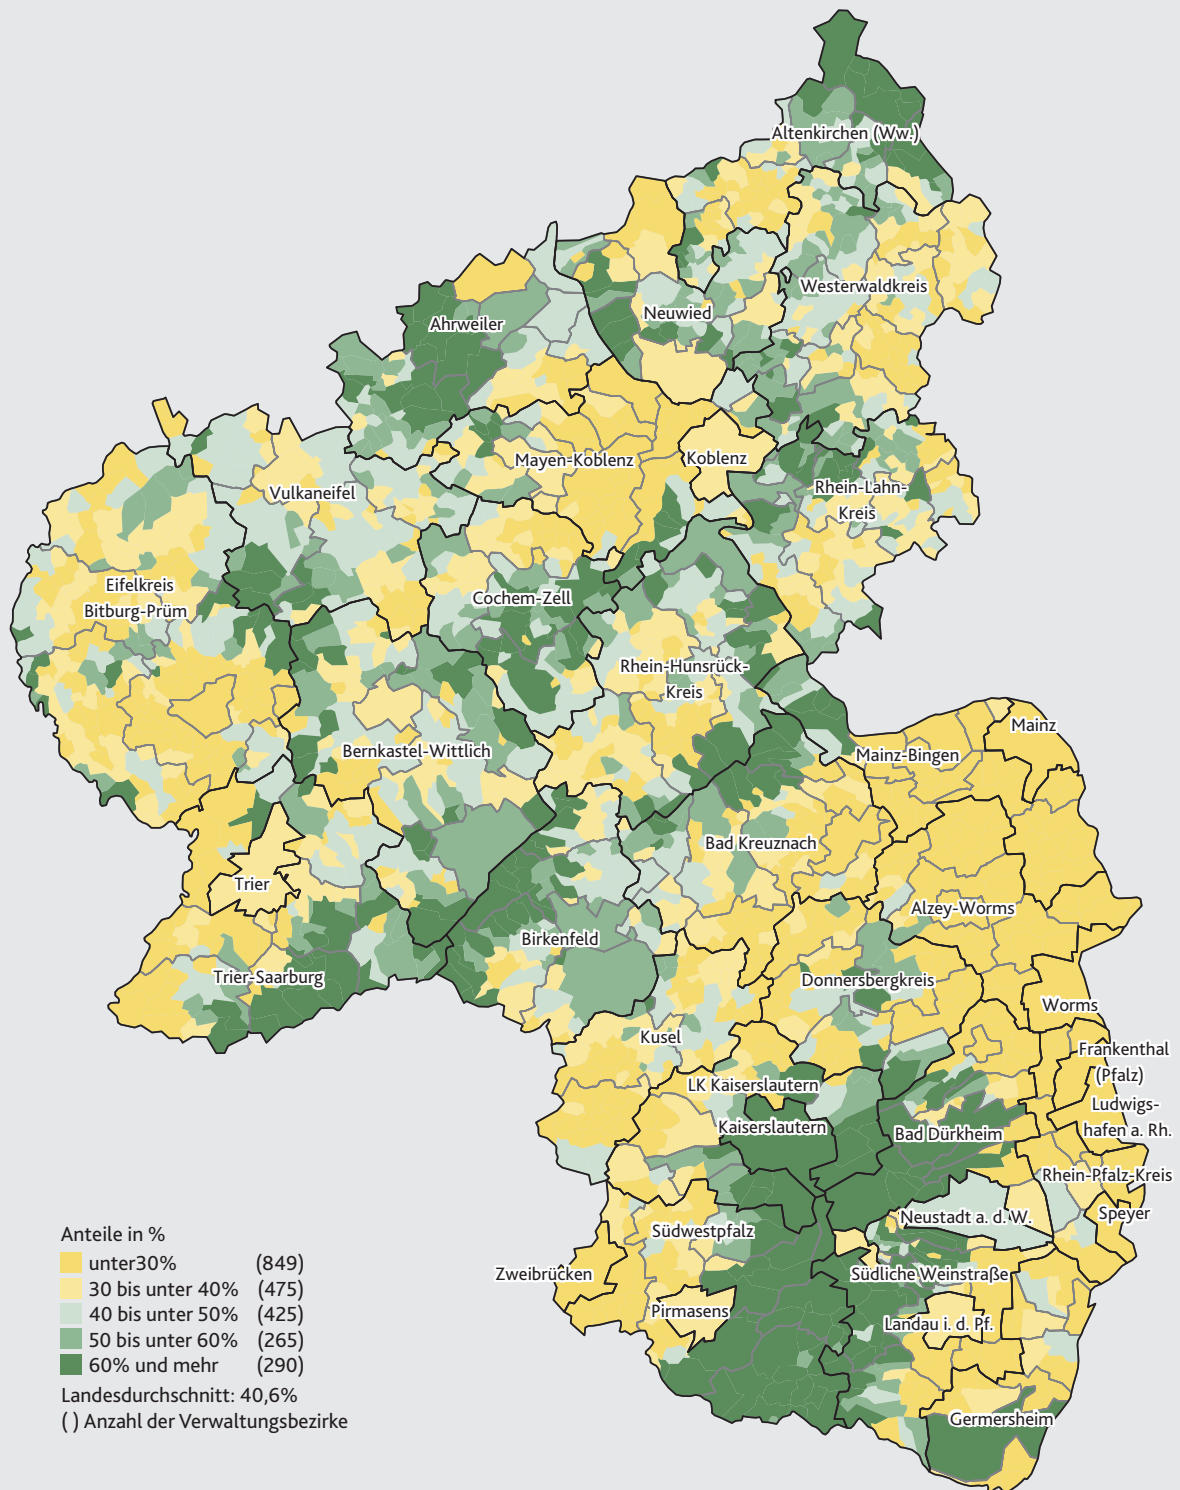 Altenkirchen (Ww.)
Westerwaldkreis
Neuwied
Ahrweiler
Mayen-Koblenz
Koblenz
Rhein-Lahn-
Kreis
Vulkaneifel
Eifelkreis
Bitburg-Prüm
Cochem-Zell
Rhein-Hunsrück-
Kreis
Mainz
Mainz-Bingen
Bernkastel-Wittlich
Bad Kreuznach
Trier
Alzey-Worms
Birkenfeld
Trier-Saarburg
Donnersbergkreis
Worms
Kusel
Frankenthal
(Pfalz)
LK Kaiserslautern
Ludwigs-
hafen a. Rh.
Kaiserslautern
Bad Dürkheim
Rhein-Pfalz-Kreis
Neustadt a. d. W.
Speyer
Südwestpfalz
Zweibrücken
Südliche Weinstraße
Pirmasens
Landau i. d. Pf.
Germersheim
Anteile in %
unter30% (849)
30 bis unter 40% (475)
40 bis unter 50% (425)
50 bis unter 60% (265)
60% und mehr (290)
Landesdurchschnitt: 40,6%
( ) Anzahl der Verwaltungsbezirke